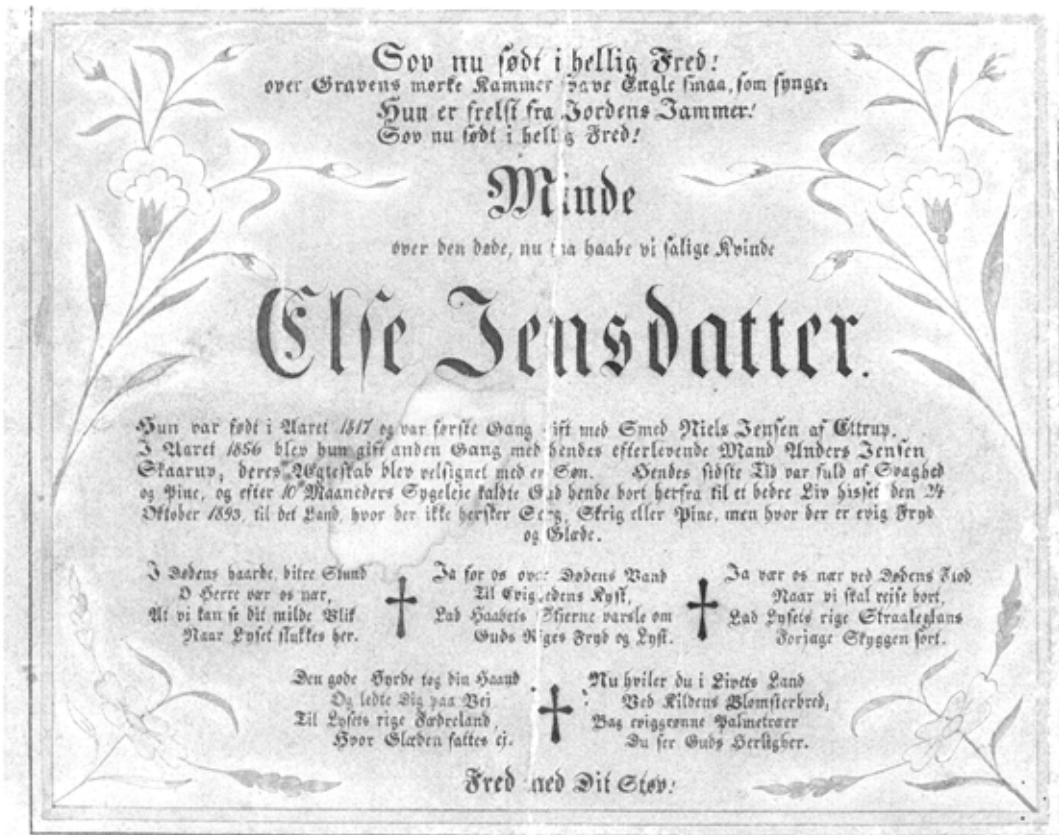 Sov nu sødt i hellig Fred!
over Gravens mørke Kammer svave Engle smaa, som synge:
Hun er frelst fra Jordens Jammer!
Sov nu sødt i hellig Fred!
Minde
over den døde, nu maa haabe vi salige Kvinde
Else Jensdatter.
Hun var født i Aaret 1817 og var første Gang gift med Smed Niels Jensen af Ettrup.
I Aaret 1856 blev hun gift anden Gang med hendes efterlevende Mand Anders Jensen
Skaarup, deres Ægteskab blev velsignet med en Søn. Hendes sidste Tid var fuld af Svaghed
og Pine, og efter 10 Maaneders Sygeleje kaldte Gud hende bort herfra til et bedre Liv hisset den 24
Oktober 1893, til det Land, hvor der ikke hersker Sorg, Skrig eller Pine, men hvor der er evig Fryd
og Glæde.
I Dødens haarde, bitre Stund
O Herre vær os nær,
At vi kan se dit milde Blik
Naar Lyset slukkes her.
Ja før os over Dødens Vand
Til Evighedens Kyst,
Lad Haabets Stjerne varsle om
Guds Riges Fryd og Lyst.
Ja vær os nær ved Dødens Flod
Naar vi skal reise bort,
Lad Lysets rige Straaleglans
Forjage Skyggen sort.
Den gode Hyrde tog din Haand
Og ledte Dig paa Vej
Til Lysets rige Fædreland,
Hvor Glæden fattes ej.
Nu hviler du i Livets Land
Ved Kildens Blomsterbred,
Bag eviggrønne Palmetræer
Du ser Guds Herlighed.
Fred med Dit Støv!